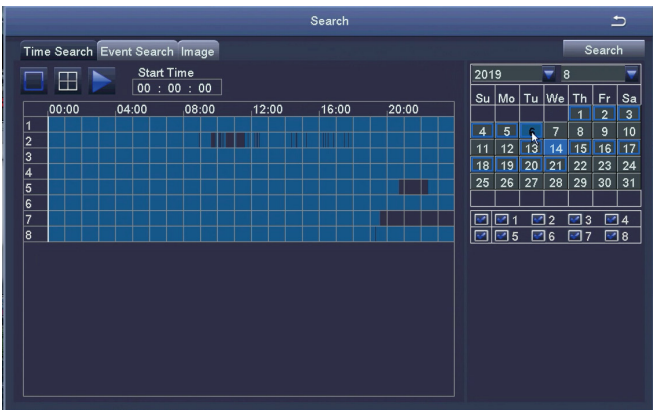 Search
Time Search Event Search Image Search
Start Time
00 : 00 : 00
2019 8
Su Mo Tu We Th Fr Sa
1 2 3
4 5 6 7 8 9 10
11 12 13 14 15 16 17
18 19 20 21 22 23 24
25 26 27 28 29 30 31
1 2 3 4
5 6 7 8
00:00 04:00 08:00 12:00 16:00 20:00
1
2
3
4
5
6
7
8